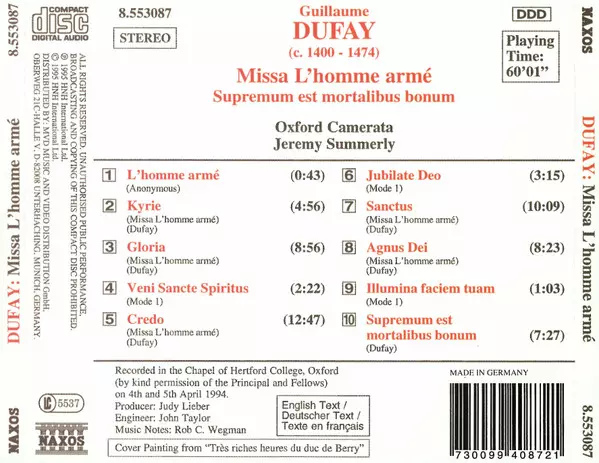 8.553087
COMPACT
disc
DIGITAL AUDIO
STEREO
Guillaume
DUFAY
(c. 1400 - 1474)
DDD
Playing
Time:
60'01"
Missa L'homme armé
Supremum est mortalibus bonum
Oxford Camerata
Jeremy Summerly
1 L'homme armé (0:43)
(Anonymous)
2 Kyrie (4:56)
(Missa L'homme armé)
(Dufay)
3 Gloria (8:56)
(Missa L'homme armé)
(Dufay)
4 Veni Sancte Spiritus (2:22)
(Mode 1)
5 Credo (12:47)
(Missa L'homme armé)
(Dufay)
6 Jubilate Deo (3:15)
(Mode 1)
7 Sanctus (10:09)
(Missa L'homme armé)
(Dufay)
8 Agnus Dei (8:23)
(Missa L'homme armé)
(Dufay)
9 Illumina faciem tuam (1:03)
(Mode 1)
10 Supremum est
mortalibus bonum (7:27)
(Dufay)
Recorded in the Chapel of Hertford College, Oxford
(by kind permission of the Principal and Fellows)
on 4th and 5th April 1994.
Producer: Judy Lieber
Engineer: John Taylor
Music Notes: Rob C. Wegman
English Text /
Deutscher Text /
Texte en français
Cover Painting from "Très riches heures du duc de Berry"
MADE IN GERMANY
730099408721
ALL RIGHTS RESERVED. UNAUTHORISED PUBLIC PERFORMANCE,
BROADCASTING AND COPYING OF THIS COMPACT DISC PROHIBITED.
℗ 1995 HNH International Ltd.
© 1995 HNH International Ltd.
DISTRIBUTED BY: MVD MUSIC AND VIDEO DISTRIBUTION GmbH,
OBERWEG 21C-HALLE V, D-82008 UNTERHACHING, MUNICH, GERMANY.
LC 5537
NAXOS
8.553087
DUFAY: Missa L'homme armé
NAXOS
NAXOS
DUFAY: Missa L'homme armé
8.553087